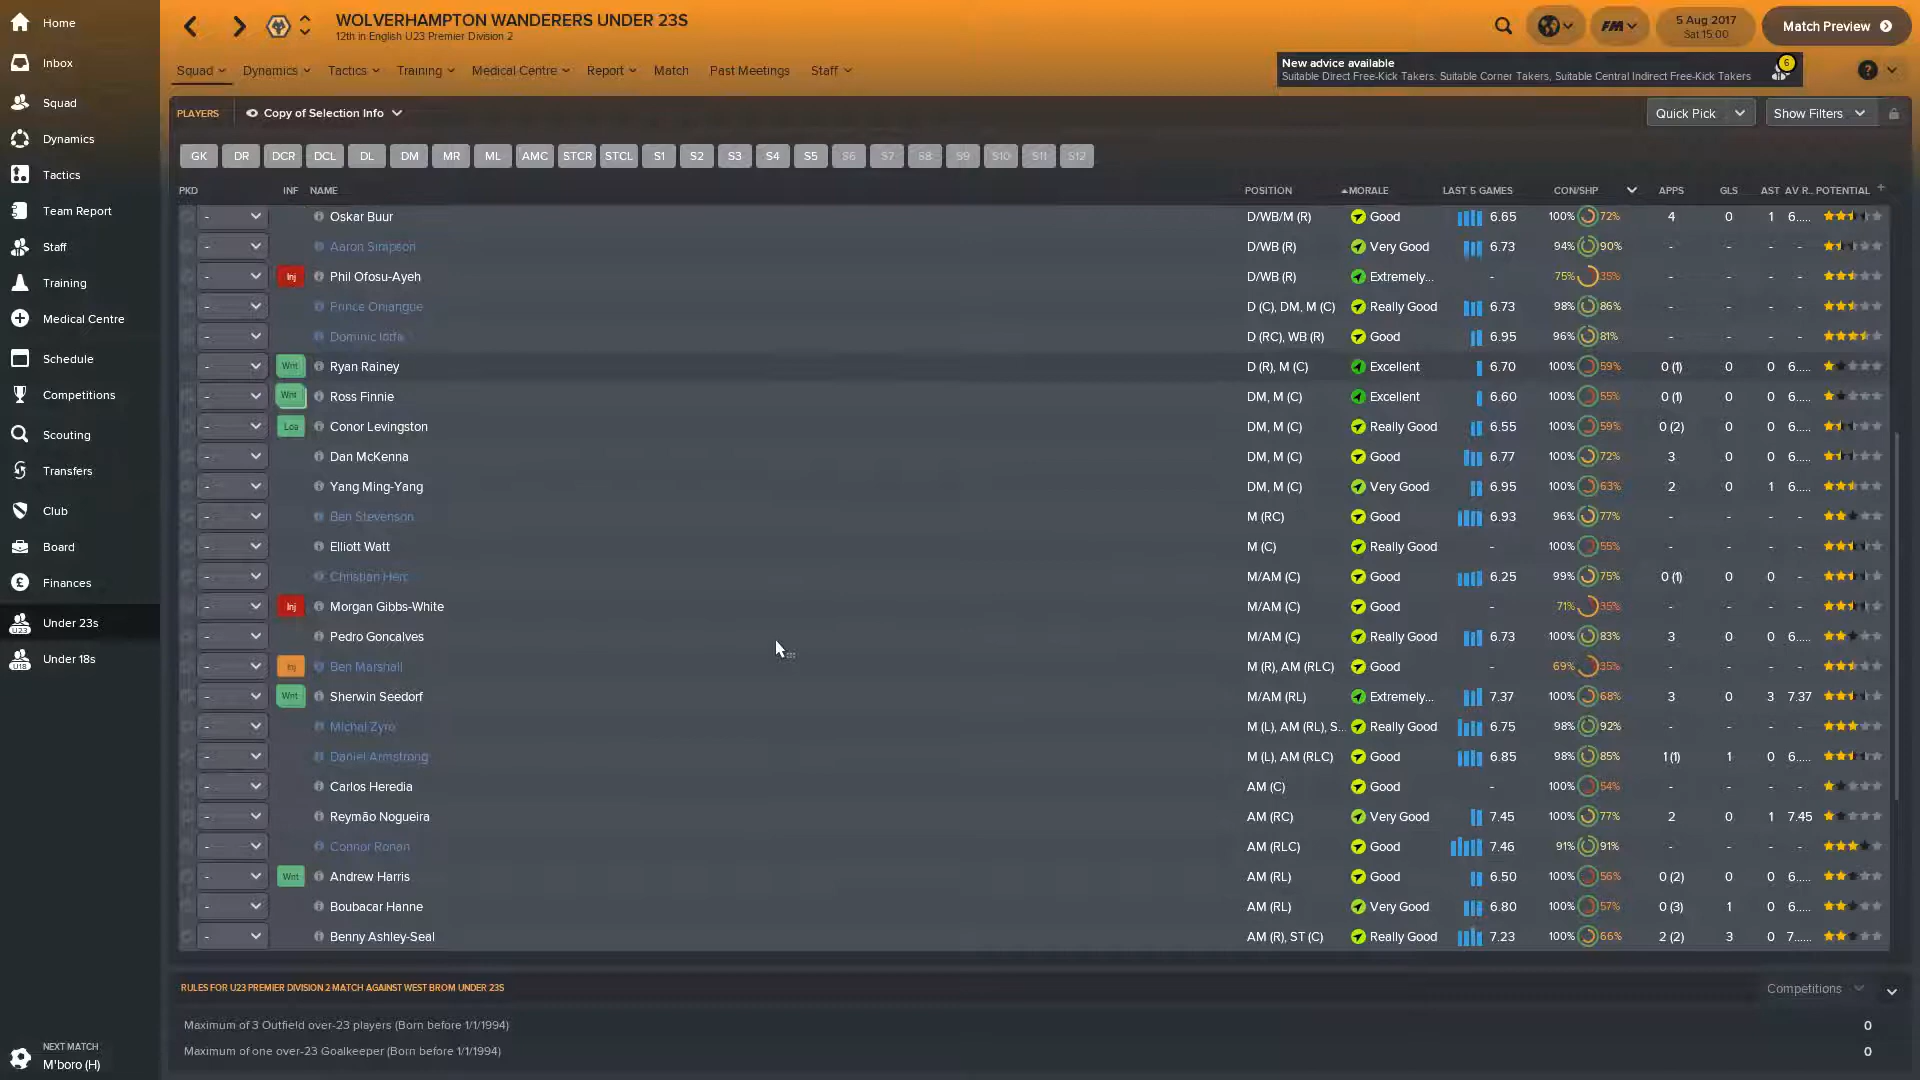 Home
Inbox
Squad
Dynamics
Tactics
Team Report
Staff
Training
Medical Centre
Schedule
Competitions
Scouting
Transfers
Club
Board
Finances
Under 23s
Under 18s
NEXT MATCH
M'boro (H)
WOLVERHAMPTON WANDERERS UNDER 23S
12th in English U23 Premier Division 2
FM
5 Aug 2017
Sat 15:00
Match Preview
Squad Dynamics Tactics Training Medical Centre Report Match Past Meetings Staff
New advice available
Suitable Direct Free-Kick Takers. Suitable Corner Takers, Suitable Central Indirect Free-Kick Takers
6
?
PLAYERS Copy of Selection Info Quick Pick Show Filters
GK DR DCR DCL DL DM MR ML AMC STCR STCL S1 S2 S3 S4 S5 S6 S7 S8 S9 S10 S11 S12
PKD INF NAME POSITION MORALE LAST 5 GAMES CON/SHP APPS GLS AST AV R... POTENTIAL +
- Oskar Buur D/WB/M (R) Good 6.65 100% 72% 4 0 1 6.....
- Aaron Simpson D/WB (R) Very Good 6.73 94% 90% - - - -
- Inj Phil Ofosu-Ayeh D/WB (R) Extremely... - 75% 35% - - - -
- Prince Oniangue D (C), DM, M (C) Really Good 6.73 98% 86% - - - -
- Dominic Iorfa D (RC), WB (R) Good 6.95 96% 81% - - - -
- Wnt Ryan Rainey D (R), M (C) Excellent 6.70 100% 59% 0 (1) 0 0 6.....
- Wnt Ross Finnie DM, M (C) Excellent 6.60 100% 55% 0 (1) 0 0 6.....
- Loa Conor Levingston DM, M (C) Really Good 6.55 100% 59% 0 (2) 0 0 6.....
- Dan McKenna DM, M (C) Good 6.77 100% 72% 3 0 0 6.....
- Yang Ming-Yang DM, M (C) Very Good 6.95 100% 63% 2 0 1 6.....
- Ben Stevenson M (RC) Good 6.93 96% 77% - - - -
- Elliott Watt M (C) Really Good - 100% 55% - - - -
- Christian Herc M/AM (C) Good 6.25 99% 75% 0 (1) 0 0 -
- Inj Morgan Gibbs-White M/AM (C) Good - 71% 35% - - - -
- Pedro Goncalves M/AM (C) Really Good 6.73 100% 83% 3 0 0 6.....
- Inj Ben Marshall M (R), AM (RLC) Good - 69% 35% - - - -
- Wnt Sherwin Seedorf M/AM (RL) Extremely... 7.37 100% 68% 3 0 3 7.37
- Michal Zyro M (L), AM (RL), S... Really Good 6.75 98% 92% - - - -
- Daniel Armstrong M (L), AM (RLC) Good 6.85 98% 85% 1 (1) 1 0 6.....
- Carlos Heredia AM (C) Good - 100% 54% - - - -
- Reymão Nogueira AM (RC) Very Good 7.45 100% 77% 2 0 1 7.45
- Connor Ronan AM (RLC) Good 7.46 91% 91% - - - -
- Wnt Andrew Harris AM (RL) Good 6.50 100% 56% 0 (2) 0 0 6.....
- Boubacar Hanne AM (RL) Very Good 6.80 100% 57% 0 (3) 1 0 6.....
- Benny Ashley-Seal AM (R), ST (C) Really Good 7.23 100% 66% 2 (2) 3 0 7.....
RULES FOR U23 PREMIER DIVISION 2 MATCH AGAINST WEST BROM UNDER 23S Competitions
Maximum of 3 Outfield over-23 players (Born before 1/1/1994) 0
Maximum of one over-23 Goalkeeper (Born before 1/1/1994) 0